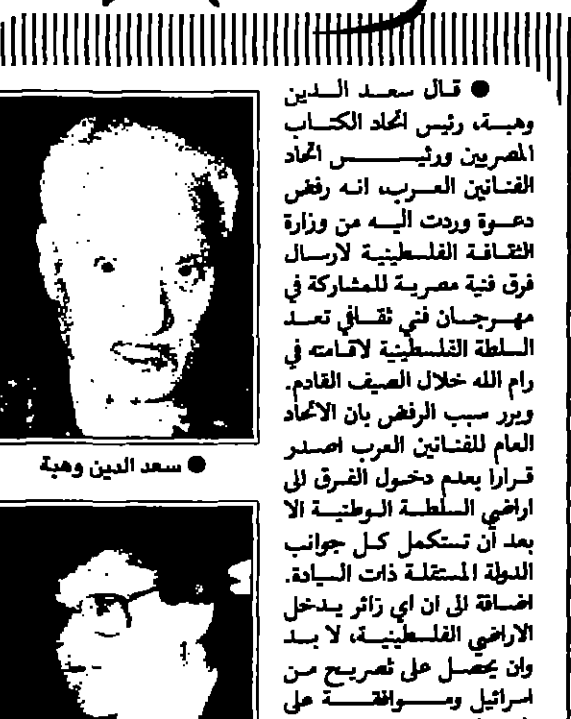 ● قال سعد الدين
وهبة، رئيس اتحاد الكتاب
المصريين ورئيس اتحاد
الفنانين العرب، انه رفض
دعوة وردت اليه من وزارة
الثقافة الفلسطينية لارسال
فرق فنية مصرية للمشاركة في
مهرجان فني ثقافي تعد
السلطة الفلسطينية لاقامته في
رام الله خلال الصيف القادم.
وبرر سبب الرفض بان الاتحاد
العام للفنانين العرب اصدر
قرارا بعدم دخول الفرق الى
اراضي السلطة الوطنية الا
بعد أن تستكمل كل جوانب
الدولة المستقلة ذات السيادة.
اضافة الى ان اي زائر يدخل
الاراضي الفلسطينية، لا بد
وان يحصل على تصريح من
اسرائيل وموافقة على
● سعد الدين وهبة